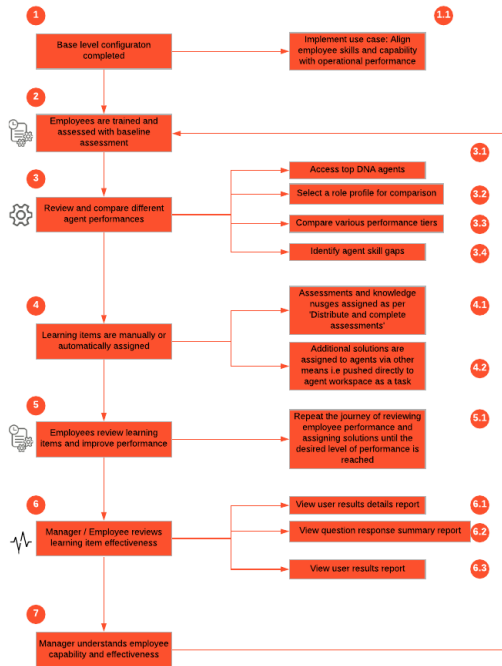 1
1.1
Base level configuraton
completed
Implement use case: Align
employee skills and capability
with operational performance
2
Employees are trained and
assessed with baseline
assessment
3
Review and compare different
agent performances
3.1
Access top DNA agents
3.2
Select a role profile for comparison
3.3
Compare various performance tiers
3.4
Identify agent skill gaps
4
Learning items are manually or
automatically assigned
4.1
Assessments and knowledge
nusges assigned as per
'Distribute and complete
assessments'
4.2
Additional solutions are
assigned to agents via other
means i.e pushed directly to
agent workspace as a task
5
Employees review learning
items and improve performance
5.1
Repeat the journey of reviewing
employee performance and
assigning solutions until the
desired level of performance is
reached
6
Manager / Employee reviews
learning item effectiveness
6.1
View user results details report
6.2
View question response summary report
6.3
View user results report
7
Manager understands employee
capability and effectiveness